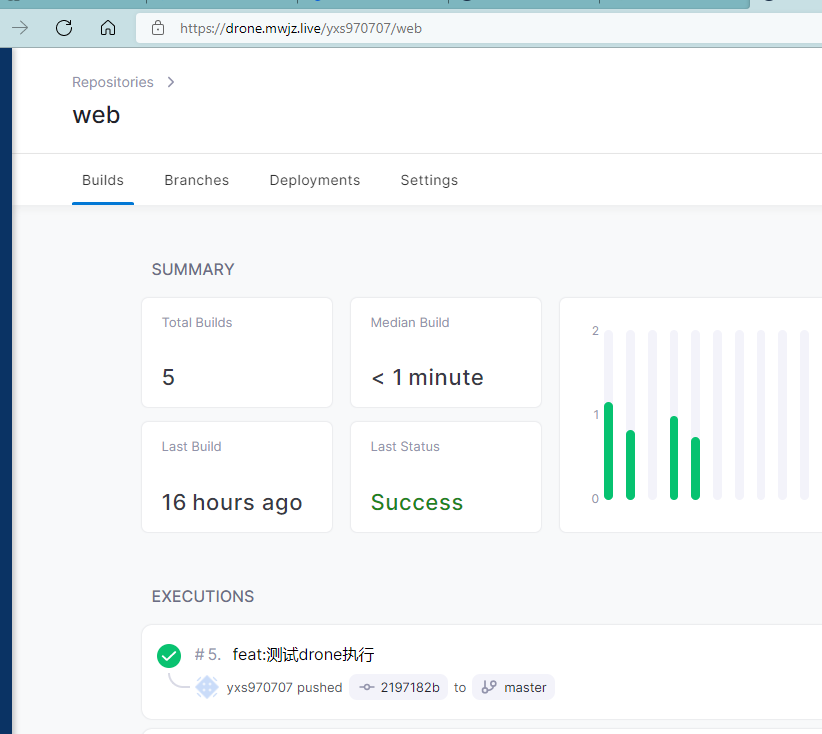 https://drone.mwjz.live/yxs970707/web
Repositories
web
Builds Branches Deployments Settings
SUMMARY
Total Builds
5
Median Build
< 1 minute
Last Build
16 hours ago
Last Status
Success
2
1
0
EXECUTIONS
# 5. feat:测试drone执行
yxs970707 pushed 2197182b to master